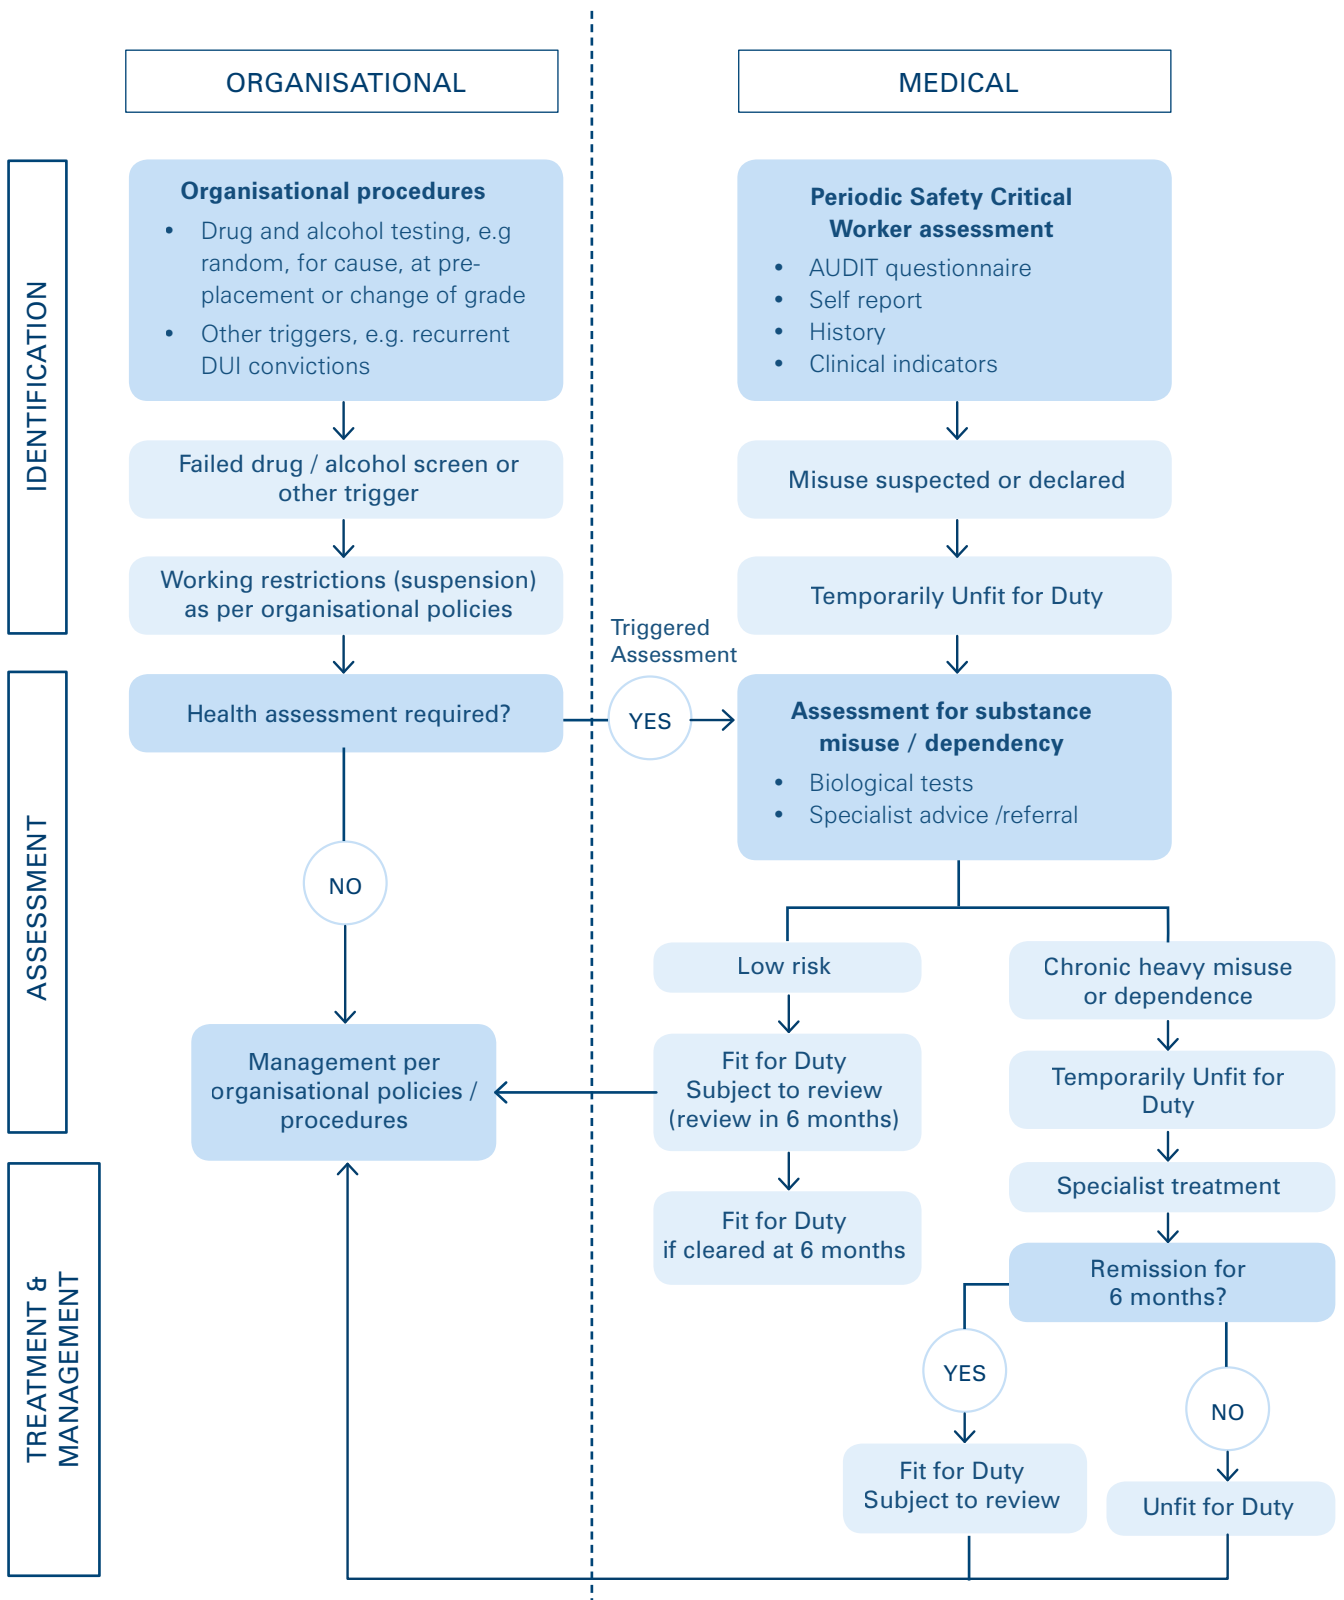 ORGANISATIONAL
MEDICAL
IDENTIFICATION
Organisational procedures
• Drug and alcohol testing, e.g
random, for cause, at pre-
placement or change of grade
• Other triggers, e.g. recurrent
DUI convictions
Periodic Safety Critical
Worker assessment
• AUDIT questionnaire
• Self report
• History
• Clinical indicators
Failed drug / alcohol screen or
other trigger
Misuse suspected or declared
Working restrictions (suspension)
as per organisational policies
Temporarily Unfit for Duty
Triggered
Assessment
ASSESSMENT
Health assessment required?
YES
Assessment for substance
misuse / dependency
• Biological tests
• Specialist advice /referral
NO
Low risk
Chronic heavy misuse
or dependence
Management per
organisational policies /
procedures
Fit for Duty
Subject to review
(review in 6 months)
Temporarily Unfit for
Duty
TREATMENT &
MANAGEMENT
Fit for Duty
if cleared at 6 months
Specialist treatment
Remission for
6 months?
YES
NO
Fit for Duty
Subject to review
Unfit for Duty